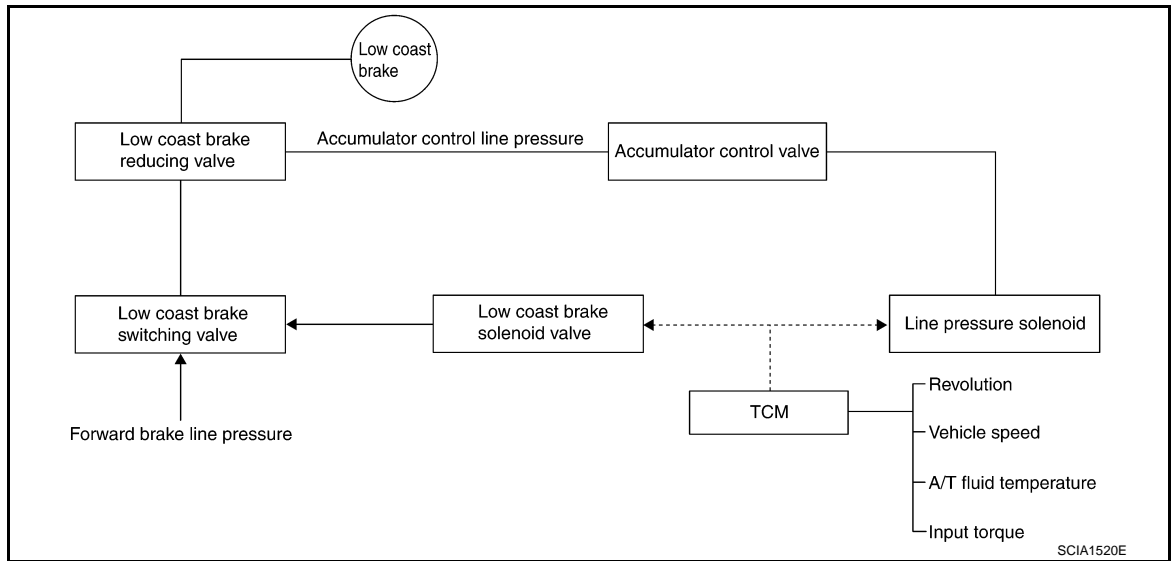 Low coast
brake
Low coast brake
reducing valve
Accumulator control line pressure
Accumulator control valve
Low coast brake
switching valve
Low coast brake
solenoid valve
Line pressure solenoid
Forward brake line pressure
TCM
Revolution
Vehicle speed
A/T fluid temperature
Input torque
SCIA1520E